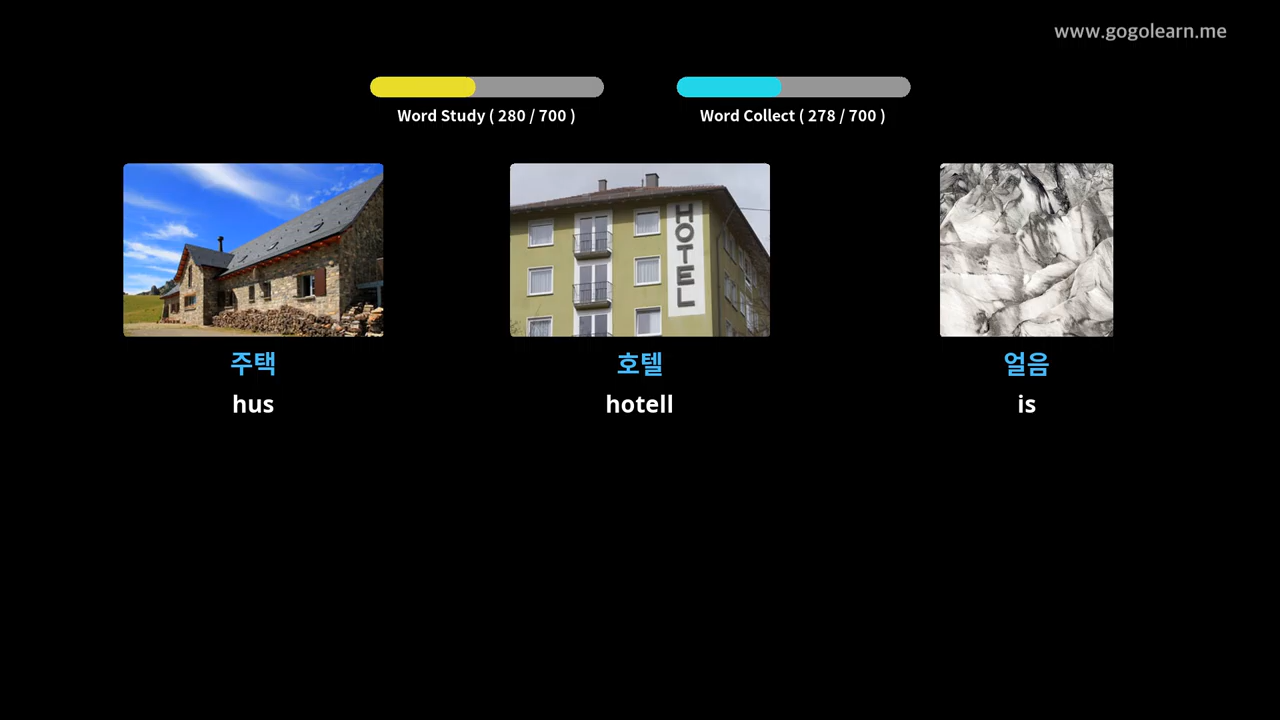 www.gogolearn.me
Word Study ( 280 / 700 )
Word Collect ( 278 / 700 )
HOTEL
주택
호텔
얼음
hus
hotell
is